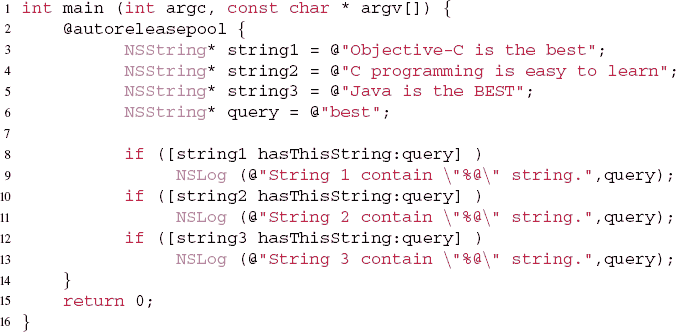 1 int main (int argc, const char * argv[]) {
2 @autoreleasepool {
3 NSString* string1 = @"Objective-C is the best";
4 NSString* string2 = @"C programming is easy to learn";
5 NSString* string3 = @"Java is the BEST";
6 NSString* query = @"best";
7
8 if ([string1 hasThisString:query] )
9 NSLog (@"String 1 contain \"%@\" string.",query);
10 if ([string2 hasThisString:query] )
11 NSLog (@"String 2 contain \"%@\" string.",query);
12 if ([string3 hasThisString:query] )
13 NSLog (@"String 3 contain \"%@\" string.",query);
14 }
15 return 0;
16 }